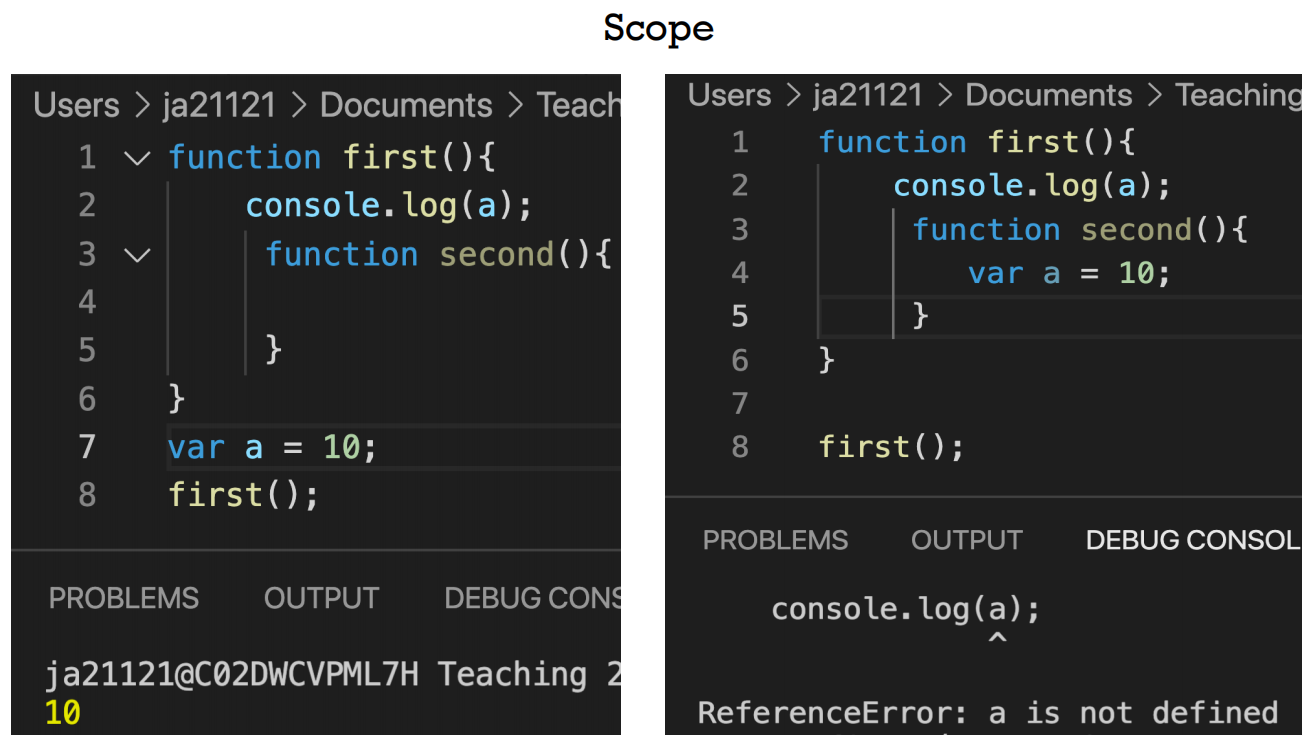 Scope
Users > ja21121 > Documents > Teach
1 function first(){
2 console.log(a);
3 function second(){
4
5 }
6 }
7 var a = 10;
8 first();
PROBLEMS OUTPUT DEBUG CONS
ja21121@C02DWCVPML7H Teaching 2
10
Users > ja21121 > Documents > Teaching
1 function first(){
2 console.log(a);
3 function second(){
4 var a = 10;
5 }
6 }
7
8 first();
PROBLEMS OUTPUT DEBUG CONSOL
console.log(a);
^
ReferenceError: a is not defined